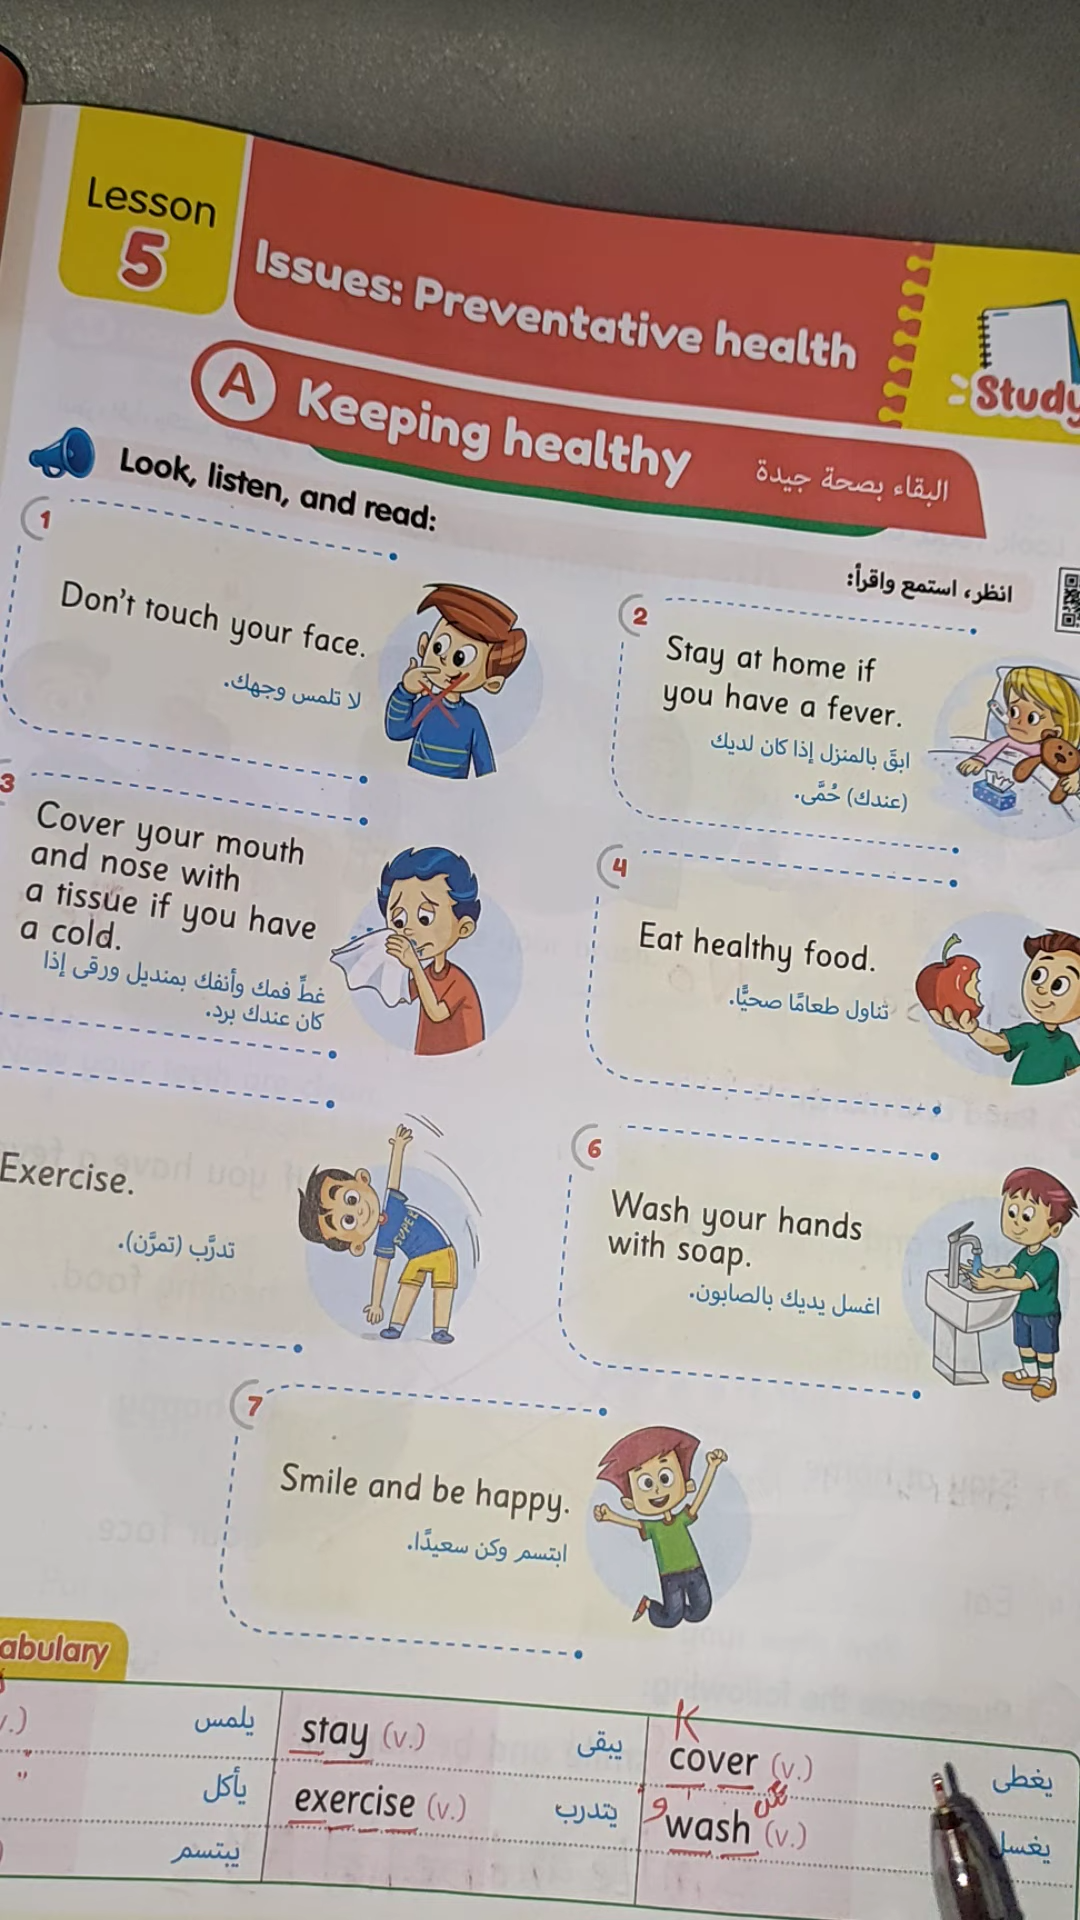 Lesson
5
Issues: Preventative health
Study
A Keeping healthy
البقاء بصحة جيدة
Look, listen, and read:
انظر، استمع واقرأ:
1
Don't touch your face.
لا تلمس وجهك.
2
Stay at home if
you have a fever.
ابقَ بالمنزل إذا كان لديك
(عندك) حُمَّى.
3
Cover your mouth
and nose with
a tissue if you have
a cold.
غطِّ فمك وأنفك بمنديل ورقى إذا
كان عندك برد.
4
Eat healthy food.
تناول طعامًا صحيًّا.
Exercise.
تدرَّب (تمرَّن).
SUPER
6
Wash your hands
with soap.
اغسل يديك بالصابون.
7
Smile and be happy.
ابتسم وكن سعيدًا.
abulary
.) يلمس stay (v.) يبقى K cover (v.) يغطى
" يأكل exercise (v.) يتدرب و wash (v.) يغسل
) يبتسم